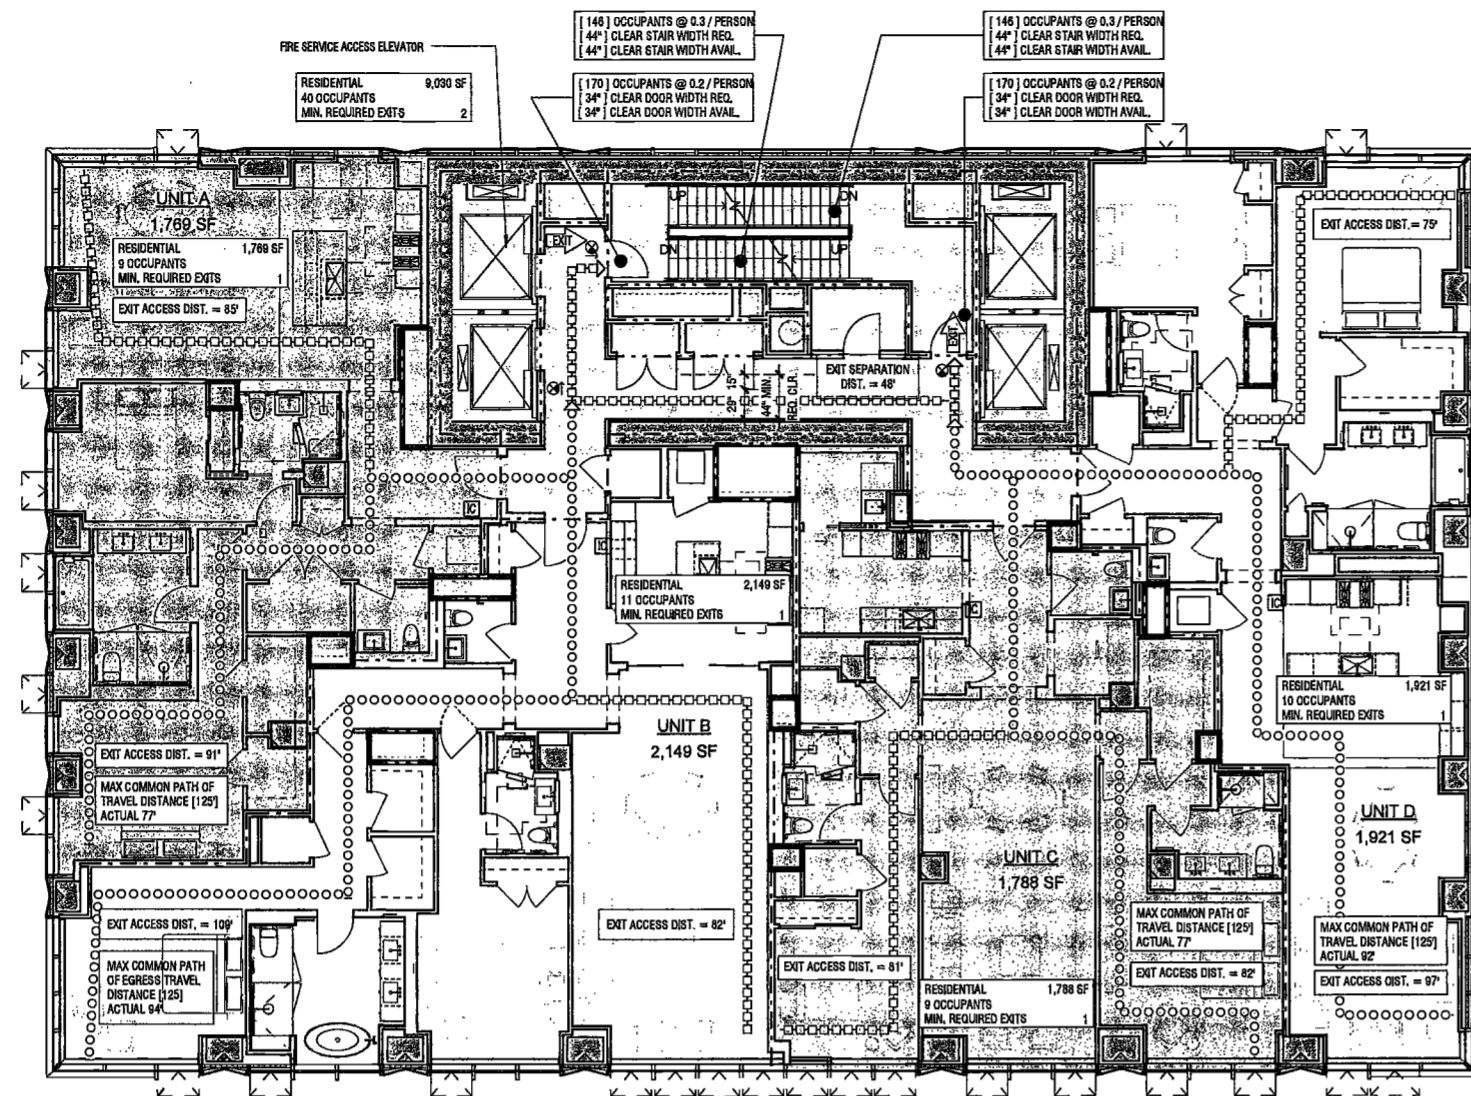 [ 146 ] OCCUPANTS @ 0.3 / PERSON
[ 44" ] CLEAR STAIR WIDTH REQ.
[ 44" ] CLEAR STAIR WIDTH AVAIL.
[ 146 ] OCCUPANTS @ 0.3 / PERSON
[ 44" ] CLEAR STAIR WIDTH REQ.
[ 44" ] CLEAR STAIR WIDTH AVAIL.
FIRE SERVICE ACCESS ELEVATOR
RESIDENTIAL 9,030 SF
40 OCCUPANTS
MIN. REQUIRED EXITS 2
[ 170 ] OCCUPANTS @ 0.2 / PERSON
[ 34" ] CLEAR DOOR WIDTH REQ.
[ 34" ] CLEAR DOOR WIDTH AVAIL.
[ 170 ] OCCUPANTS @ 0.2 / PERSON
[ 34" ] CLEAR DOOR WIDTH REQ.
[ 34" ] CLEAR DOOR WIDTH AVAIL.
UNIT A
1,769 SF
RESIDENTIAL 1,769 SF
9 OCCUPANTS
MIN. REQUIRED EXITS 1
EXIT ACCESS DIST. = 85'
UP
DN
DN
UP
EXIT
EXIT
EXIT ACCESS DIST. = 75'
EXIT SEPARATION
DIST. = 48'
29'-15"
44" MIN.
REQ. CLR.
IC
IC
IC
IC
RESIDENTIAL 2,149 SF
11 OCCUPANTS
MIN. REQUIRED EXITS 1
UNIT B
2,149 SF
RESIDENTIAL 1,921 SF
10 OCCUPANTS
MIN. REQUIRED EXITS 1
EXIT ACCESS DIST. = 91'
MAX COMMON PATH OF
TRAVEL DISTANCE [125']
ACTUAL 77'
UNIT D
1,921 SF
UNIT C
1,788 SF
EXIT ACCESS DIST. = 109'
MAX COMMON PATH
OF EGRESS TRAVEL
DISTANCE [125]
ACTUAL 94'
EXIT ACCESS DIST. = 82'
EXIT ACCESS DIST. = 81'
RESIDENTIAL 1,788 SF
9 OCCUPANTS
MIN. REQUIRED EXITS 1
MAX COMMON PATH OF
TRAVEL DISTANCE [125']
ACTUAL 77'
EXIT ACCESS DIST. = 82'
MAX COMMON PATH OF
TRAVEL DISTANCE [125']
ACTUAL 92'
EXIT ACCESS DIST. = 97'